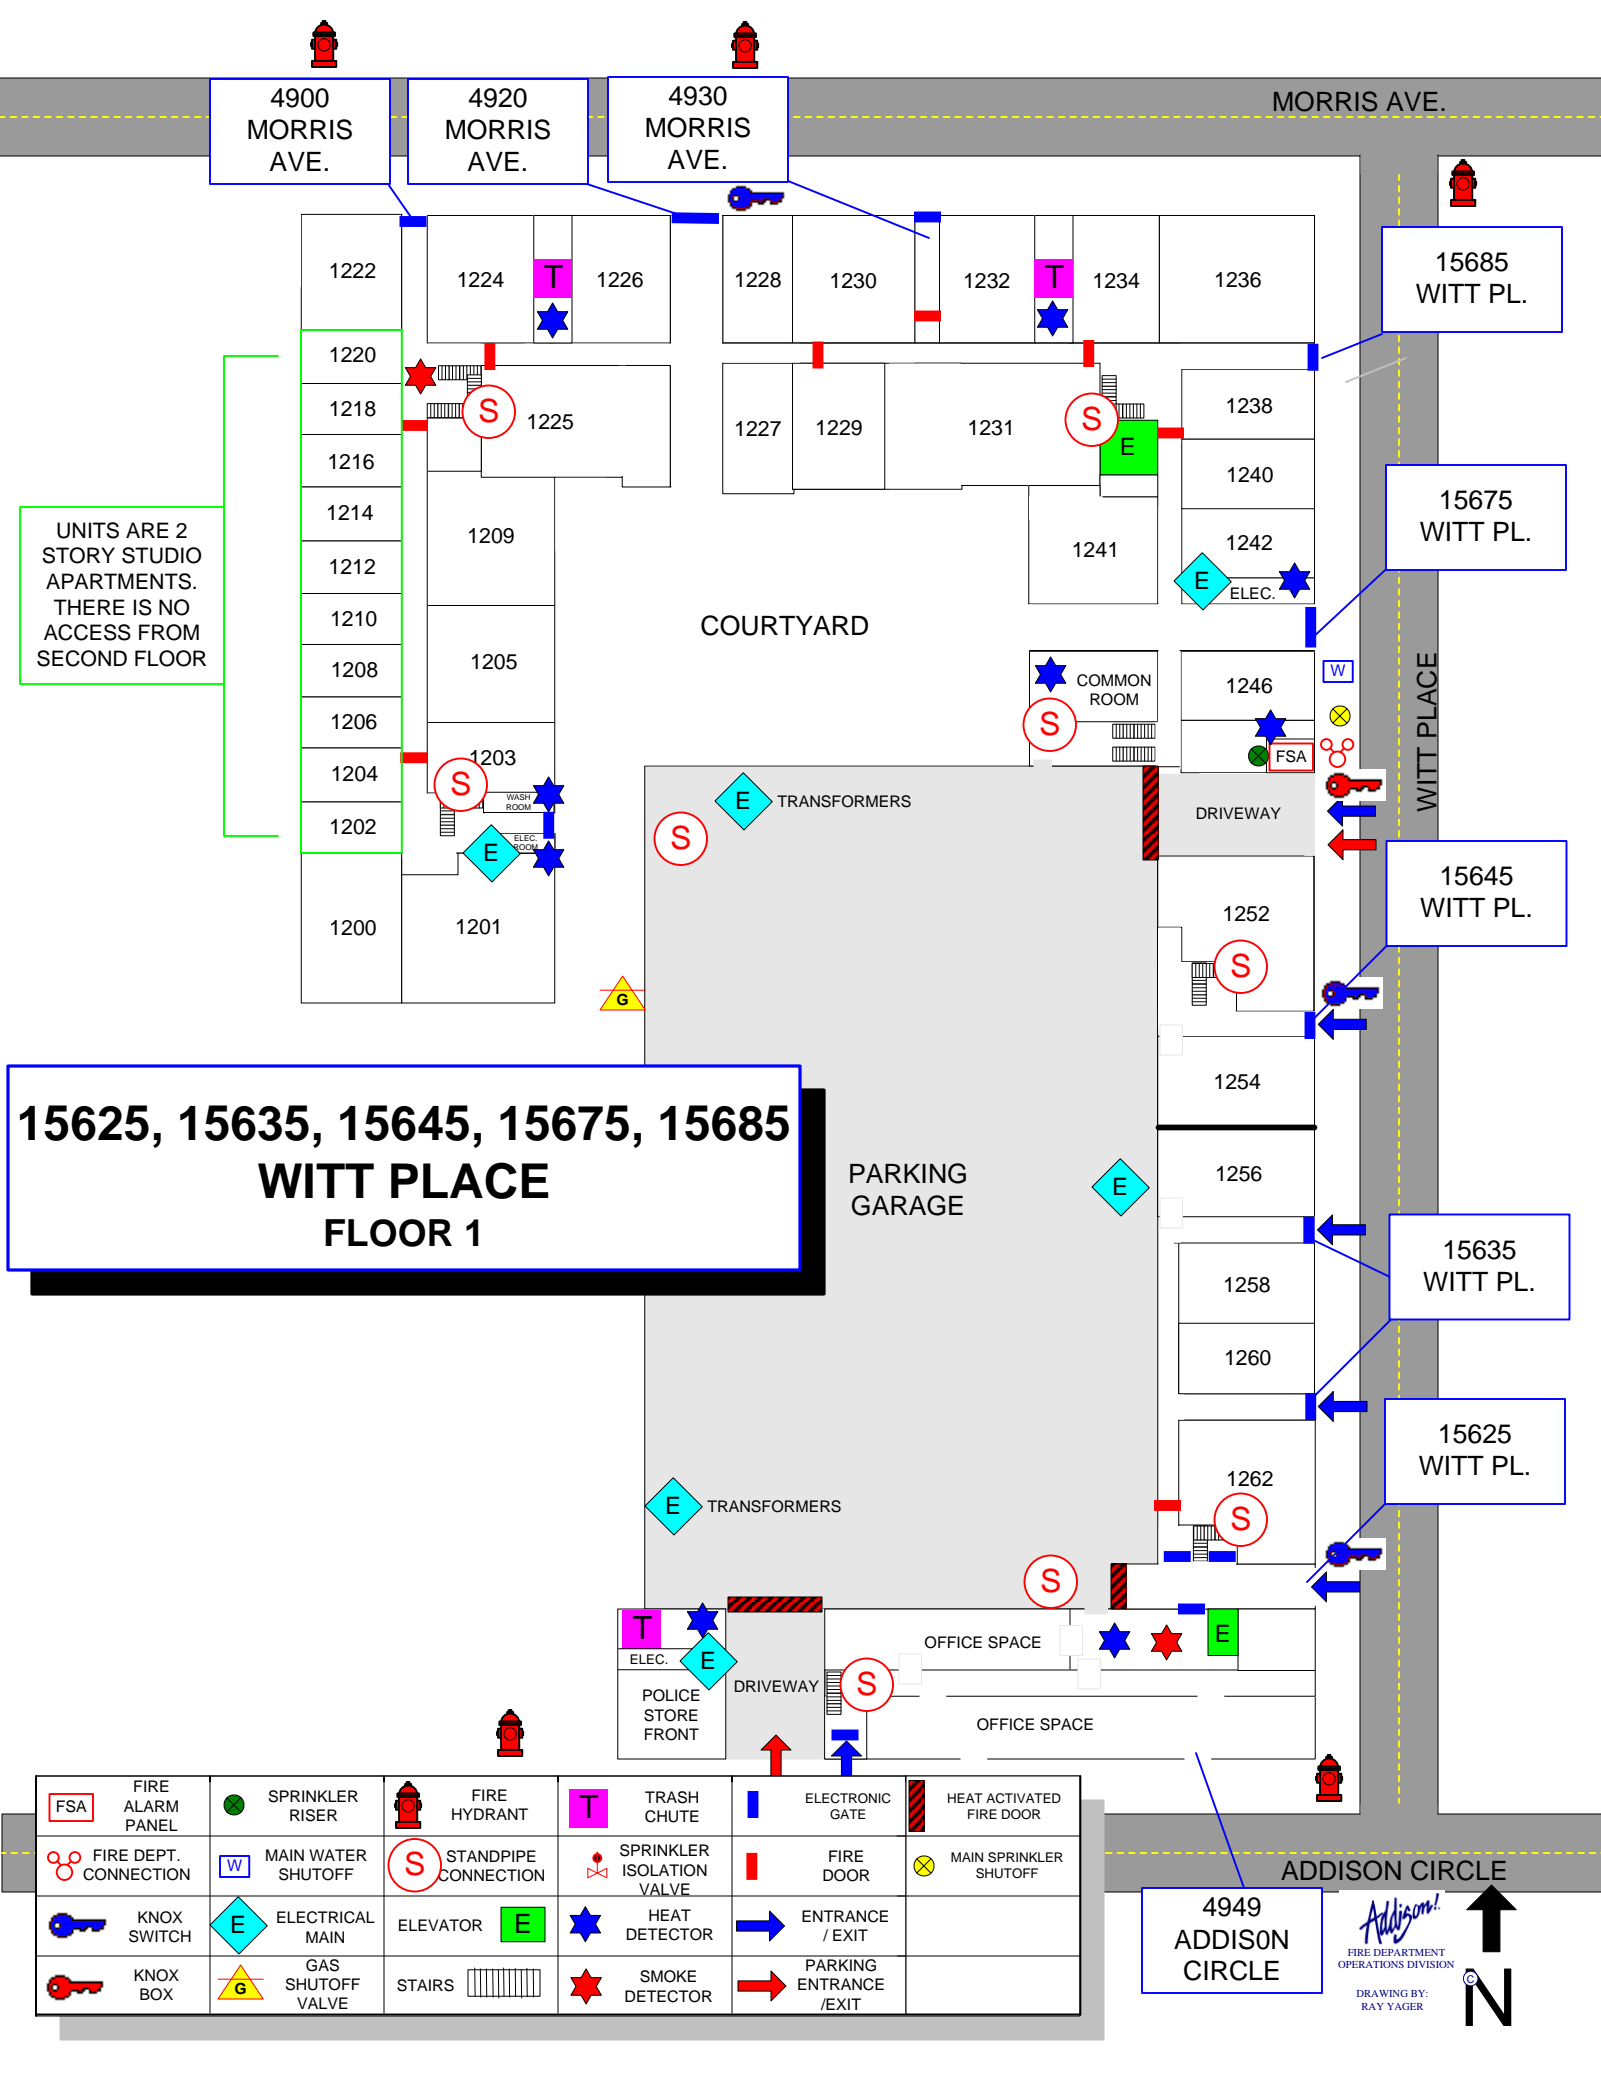 4900
MORRIS
AVE.
4920
MORRIS
AVE.
4930
MORRIS
AVE.
MORRIS AVE.
15685
WITT PL.
1222
1224
T
1226
1228
1230
1232
T
1234
1236
1220
1218
1216
1214
1212
1210
1208
1206
1204
1202
1200
S
1225
1227
1229
1231
S
E
1238
1240
1242
E
ELEC.
15675
WITT PL.
UNITS ARE 2
STORY STUDIO
APARTMENTS.
THERE IS NO
ACCESS FROM
SECOND FLOOR
1209
1205
1203
S
WASH
ROOM
ELEC.
ROOM
E
1201
COURTYARD
1241
COMMON
ROOM
S
1246
W
FSA
WITT PLACE
E
TRANSFORMERS
S
DRIVEWAY
15645
WITT PL.
1252
S
G
1254
15625, 15635, 15645, 15675, 15685
WITT PLACE
FLOOR 1
PARKING
GARAGE
E
1256
15635
WITT PL.
1258
1260
15625
WITT PL.
1262
S
E
TRANSFORMERS
S
T
ELEC.
E
POLICE
STORE
FRONT
DRIVEWAY
S
OFFICE SPACE
E
OFFICE SPACE
FSA
FIRE
ALARM
PANEL
SPRINKLER
RISER
FIRE
HYDRANT
T
TRASH
CHUTE
ELECTRONIC
GATE
HEAT ACTIVATED
FIRE DOOR
FIRE DEPT.
CONNECTION
W
MAIN WATER
SHUTOFF
S
STANDPIPE
CONNECTION
SPRINKLER
ISOLATION
VALVE
FIRE
DOOR
MAIN SPRINKLER
SHUTOFF
KNOX
SWITCH
E
ELECTRICAL
MAIN
ELEVATOR
E
HEAT
DETECTOR
ENTRANCE
/ EXIT
KNOX
BOX
G
GAS
SHUTOFF
VALVE
STAIRS
SMOKE
DETECTOR
PARKING
ENTRANCE
/EXIT
ADDISON CIRCLE
4949
ADDIS0N
CIRCLE
Addison!
FIRE DEPARTMENT
OPERATIONS DIVISION
DRAWING BY:
RAY YAGER
©
N